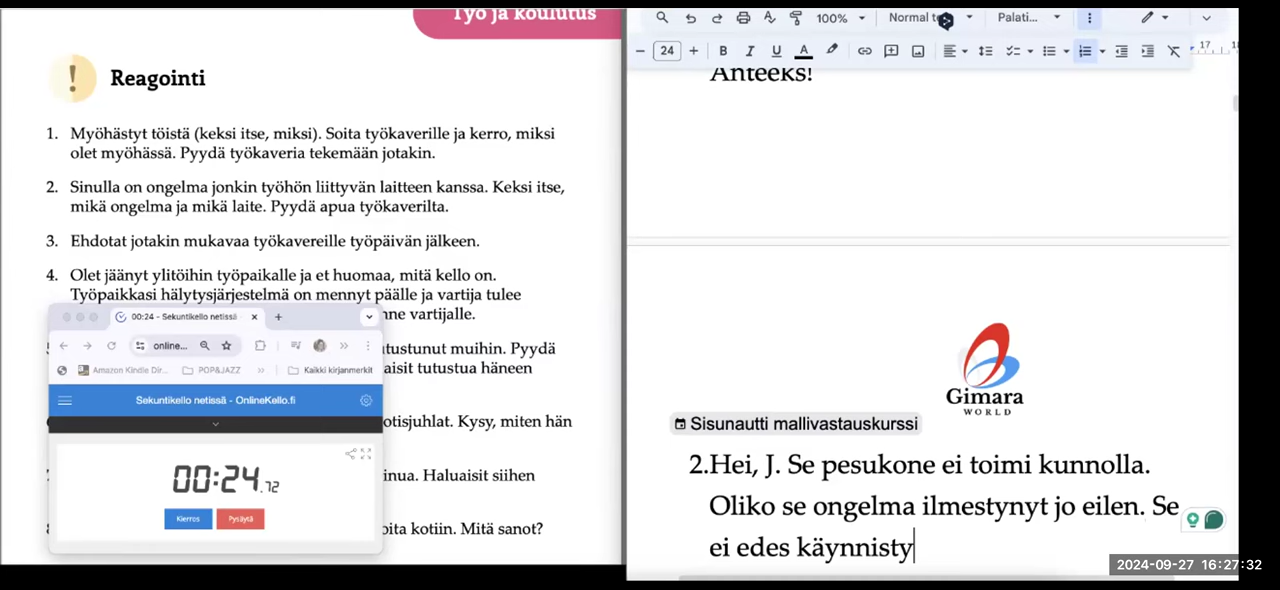 Työ ja koulutus
! Reagointi
1. Myöhästyt töistä (keksi itse, miksi). Soita työkaverille ja kerro, miksi
olet myöhässä. Pyydä työkaveria tekemään jotakin.
2. Sinulla on ongelma jonkin työhön liittyvän laitteen kanssa. Keksi itse,
mikä ongelma ja mikä laite. Pyydä apua työkaverilta.
3. Ehdotat jotakin mukavaa työkavereille työpäivän jälkeen.
4. Olet jäänyt ylitöihin työpaikalle ja et huomaa, mitä kello on.
Työpaikkasi hälytysjärjestelmä on mennyt päälle ja vartija tulee
nne vartijalle.
tustunut muihin. Pyydä
aisit tutustua häneen
otisjuhlat. Kysy, miten hän
inua. Haluaisit siihen
oita kotiin. Mitä sanot?
00:24 - Sekuntikello netissä
online...
Amazon Kindle Dir... POP&JAZZ Kaikki kirjanmerkit
Sekuntikello netissä - OnlineKello.fi
00:24.72
Kierros Pysäytä
100% Normal t Palati...
24 B I U A
17
Anteeks!
Gimara
WORLD
Sisunautti mallivastauskurssi
2.Hei, J. Se pesukone ei toimi kunnolla.
Oliko se ongelma ilmestynyt jo eilen. Se
ei edes käynnisty
2024-09-27 16:27:32